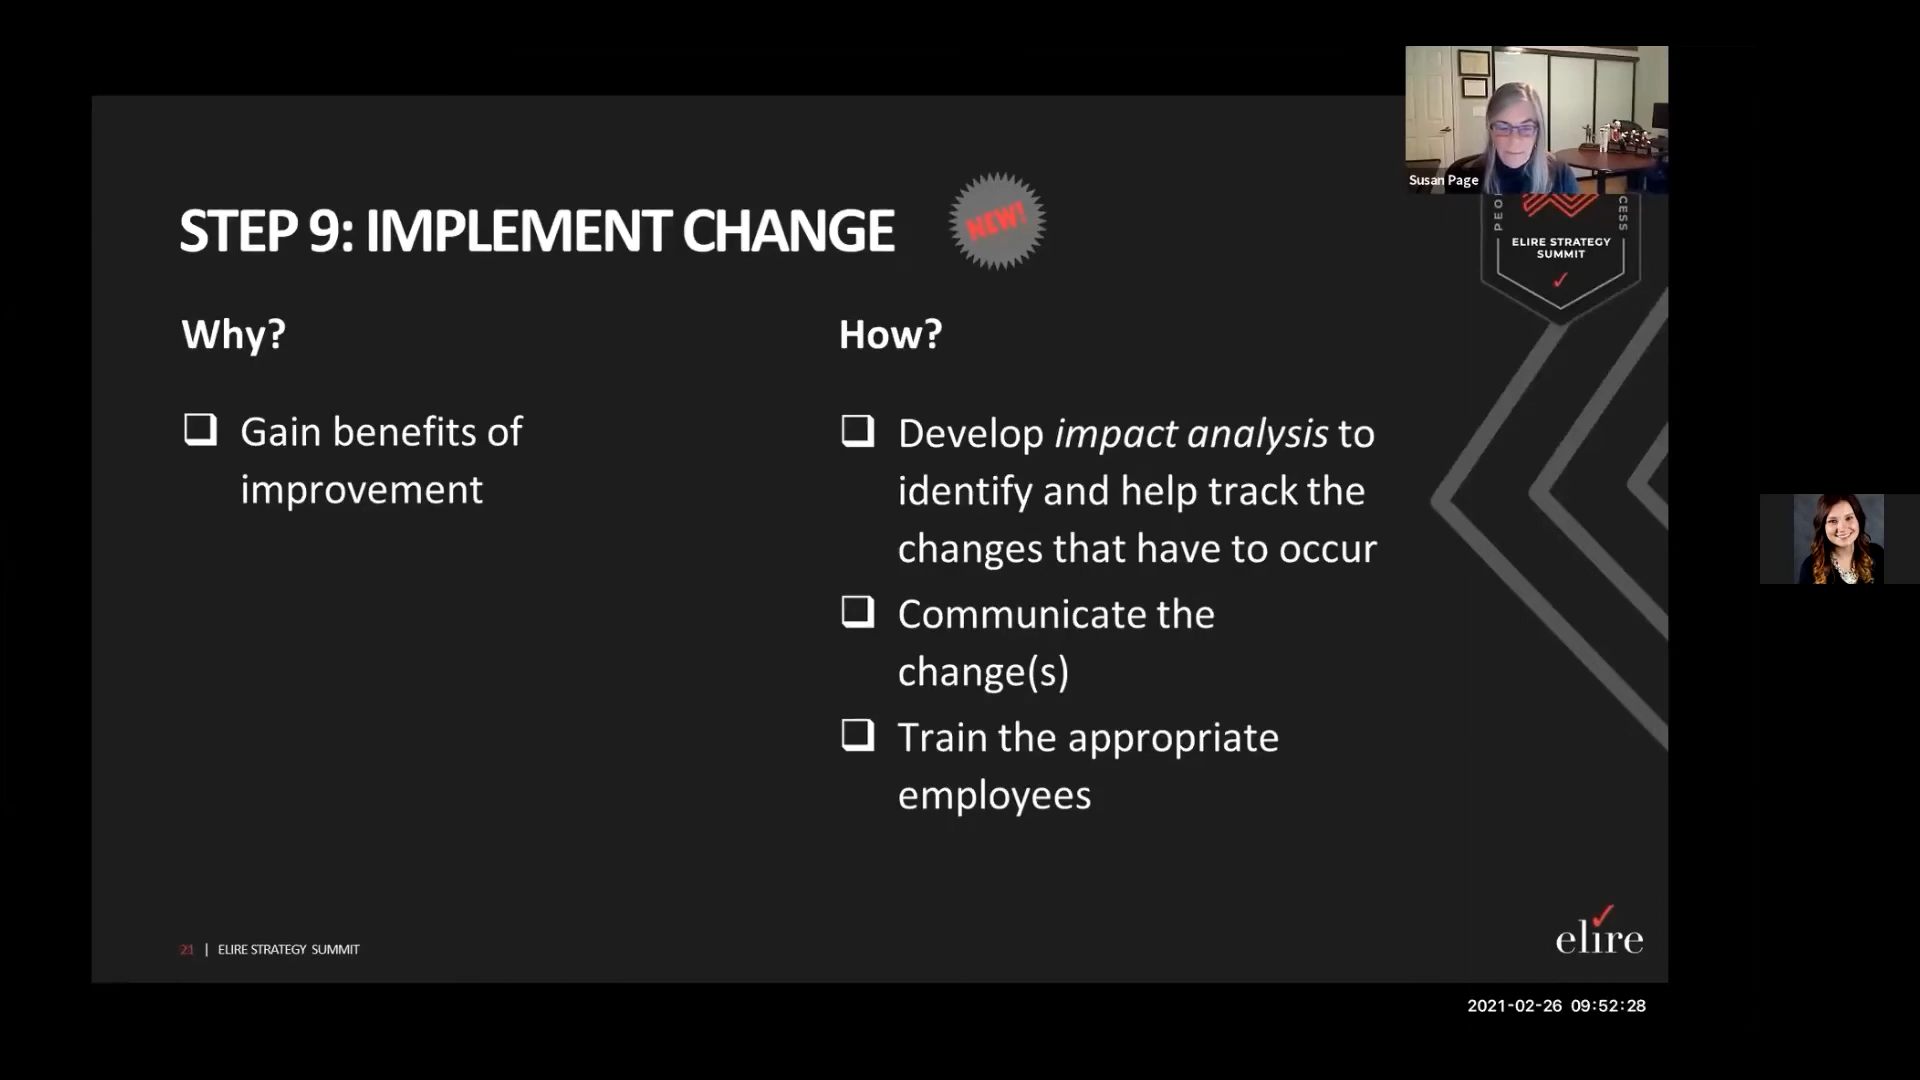 Susan Page
STEP 9: IMPLEMENT CHANGE
NEW!
CESS
ELIRE STRATEGY
SUMMIT
Why?
How?
Gain benefits of
improvement
Develop impact analysis to
identify and help track the
changes that have to occur
Communicate the
change(s)
Train the appropriate
employees
21 | ELIRE STRATEGY SUMMIT
elire
2021-02-26 09:52:28